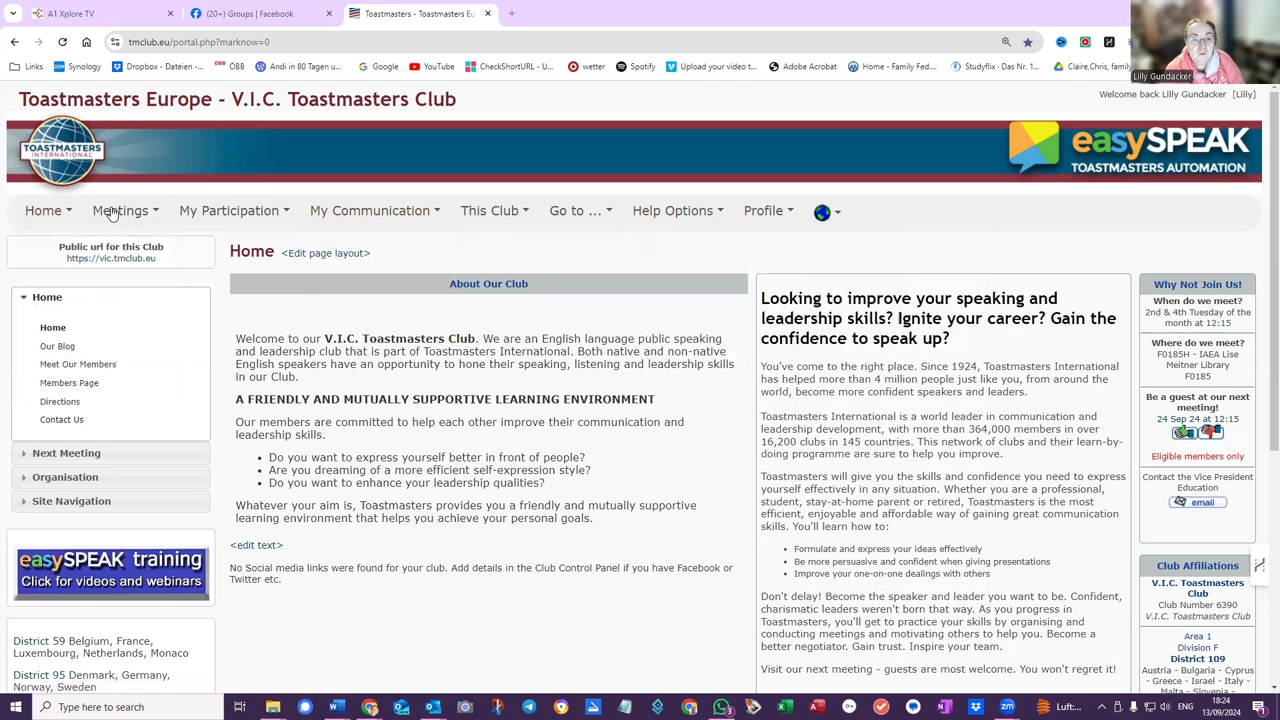 A1 Xplore TV
(20+) Groups | Facebook
Toastmasters - Toastmasters Eu
tmclub.eu/portal.php?marknow=0
Links
Synology
Dropbox - Dateien -...
ÖBB
Andi in 80 Tagen u...
Google
YouTube
CheckShortURL - U...
wetter
Spotify
Upload your video t...
Adobe Acrobat
Home - Family Fed...
Studyflix - Das Nr. 1...
Claire,Chris, family
Lilly Gundacker
Toastmasters Europe - V.I.C. Toastmasters Club
Welcome back Lilly Gundacker [Lilly]
TOASTMASTERS
INTERNATIONAL
easySPEAK
TOASTMASTERS AUTOMATION
Home
Meetings
My Participation
My Communication
This Club
Go to ...
Help Options
Profile
Public url for this Club
https://vic.tmclub.eu
Home
Home
Our Blog
Meet Our Members
Members Page
Directions
Contact Us
Next Meeting
Organisation
Site Navigation
easySPEAK training
Click for videos and webinars
District 59 Belgium, France,
Luxembourg, Netherlands, Monaco
District 95 Denmark, Germany,
Norway, Sweden
Home <Edit page layout>
About Our Club
Welcome to our V.I.C. Toastmasters Club. We are an English language public speaking
and leadership club that is part of Toastmasters International. Both native and non-native
English speakers have an opportunity to hone their speaking, listening and leadership skills
in our Club.
A FRIENDLY AND MUTUALLY SUPPORTIVE LEARNING ENVIRONMENT
Our members are committed to help each other improve their communication and
leadership skills.
• Do you want to express yourself better in front of people?
• Are you dreaming of a more efficient self-expression style?
• Do you want to enhance your leadership qualities?
Whatever your aim is, Toastmasters provides you a friendly and mutually supportive
learning environment that helps you achieve your personal goals.
<edit text>
No Social media links were found for your club. Add details in the Club Control Panel if you have Facebook or
Twitter etc.
Looking to improve your speaking and
leadership skills? Ignite your career? Gain the
confidence to speak up?
You've come to the right place. Since 1924, Toastmasters International
has helped more than 4 million people just like you, from around the
world, become more confident speakers and leaders.
Toastmasters International is a world leader in communication and
leadership development, with more than 364,000 members in over
16,200 clubs in 145 countries. This network of clubs and their learn-by-
doing programme are sure to help you improve.
Toastmasters will give you the skills and confidence you need to express
yourself effectively in any situation. Whether you are a professional,
student, stay-at-home parent or retired, Toastmasters is the most
efficient, enjoyable and affordable way of gaining great communication
skills. You'll learn how to:
• Formulate and express your ideas effectively
• Be more persuasive and confident when giving presentations
• Improve your one-on-one dealings with others
Don't delay! Become the speaker and leader you want to be. Confident,
charismatic leaders weren't born that way. As you progress in
Toastmasters, you'll get to practice your skills by organising and
conducting meetings and motivating others to help you. Become a
better negotiator. Gain trust. Inspire your team.
Visit our next meeting - guests are most welcome. You won't regret it!
Why Not Join Us!
When do we meet?
2nd & 4th Tuesday of the
month at 12:15
Where do we meet?
F0185H - IAEA Lise
Meitner Library
F0185
Be a guest at our next
meeting!
24 Sep 24 at 12:15
Eligible members only
Contact the Vice President
Education
email
Club Affiliations
V.I.C. Toastmasters
Club
Club Number 6390
V.I.C. Toastmasters Club
Area 1
Division F
District 109
Austria - Bulgaria - Cyprus
- Greece - Israel - Italy -
Malta - Slovenia -
Type here to search
Luft:...
ENG
18:24
13/09/2024